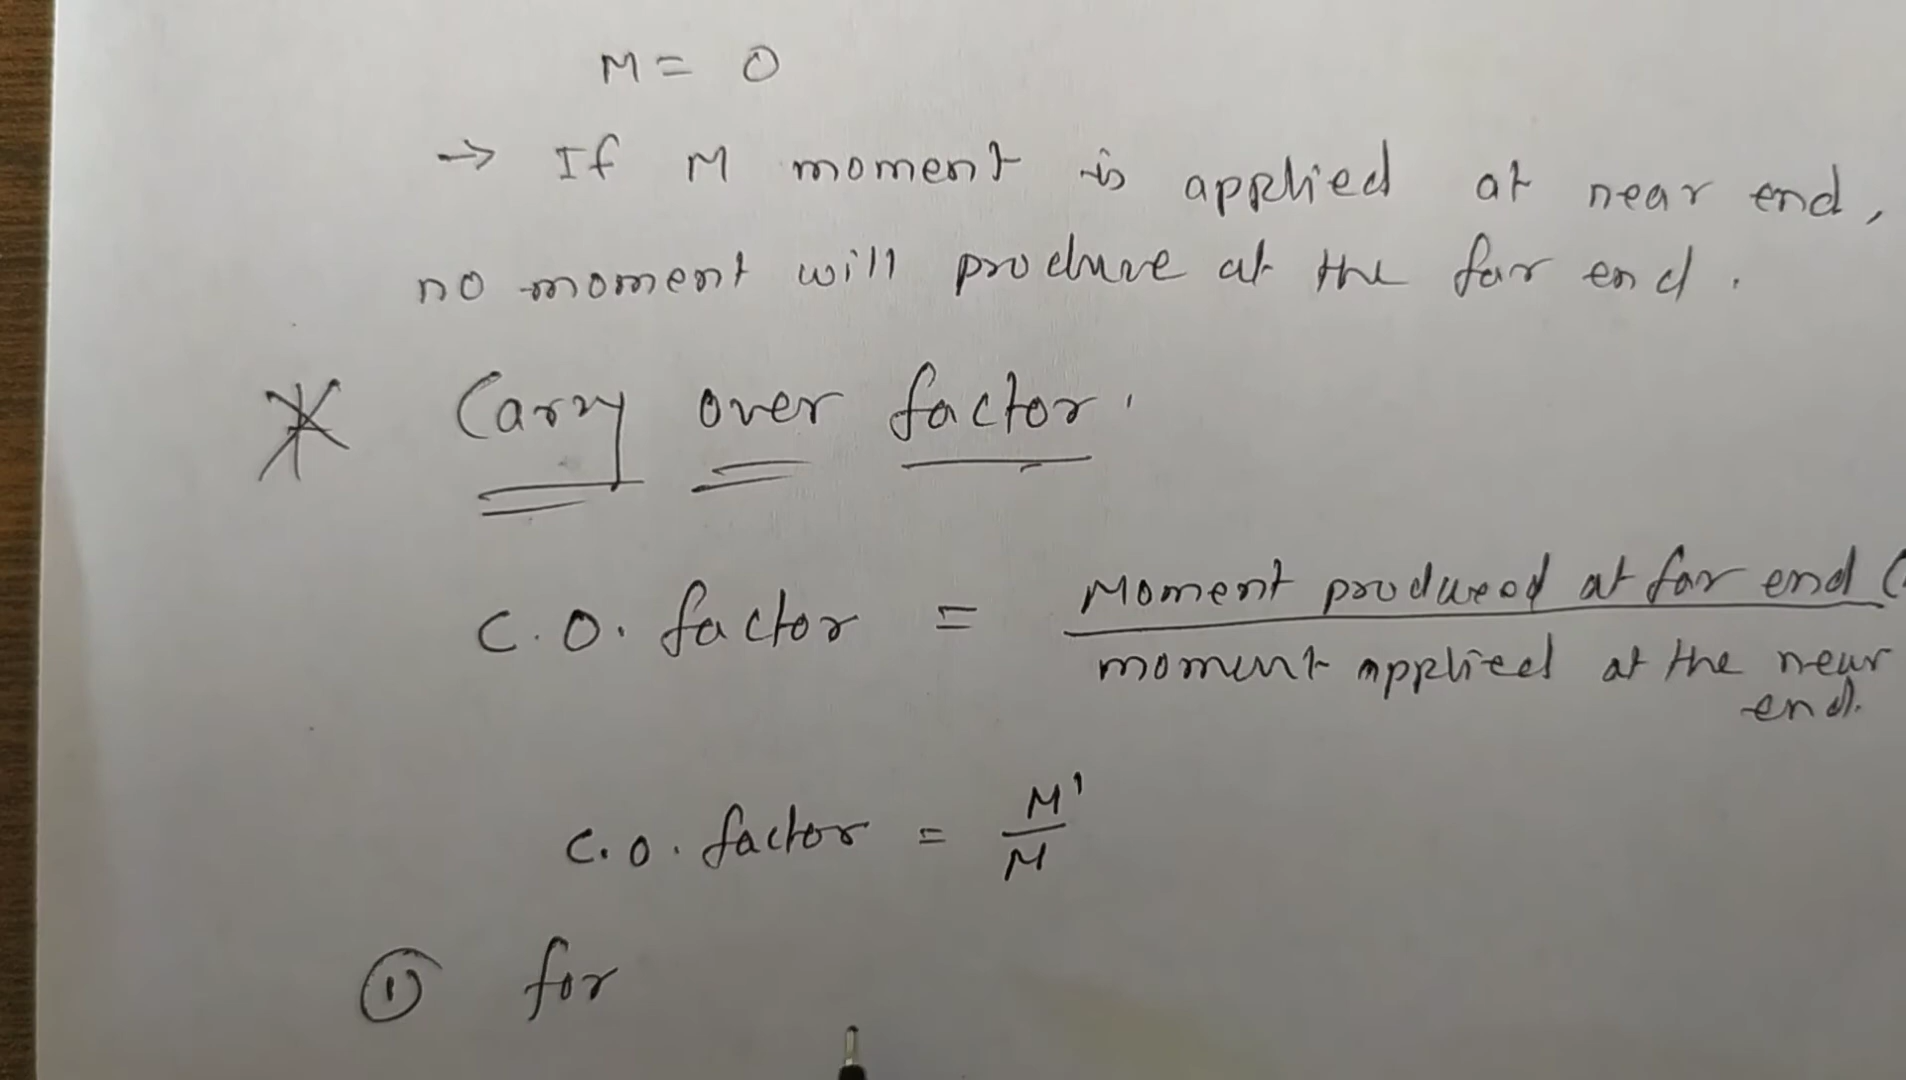 M = 0
→ If M moment is applied at near end,
no moment will produce at the far end.
* Carry over factor.
C.O. factor = Moment produced at far end (
moment applied at the near
end.
C.O. factor = M'
M
① for